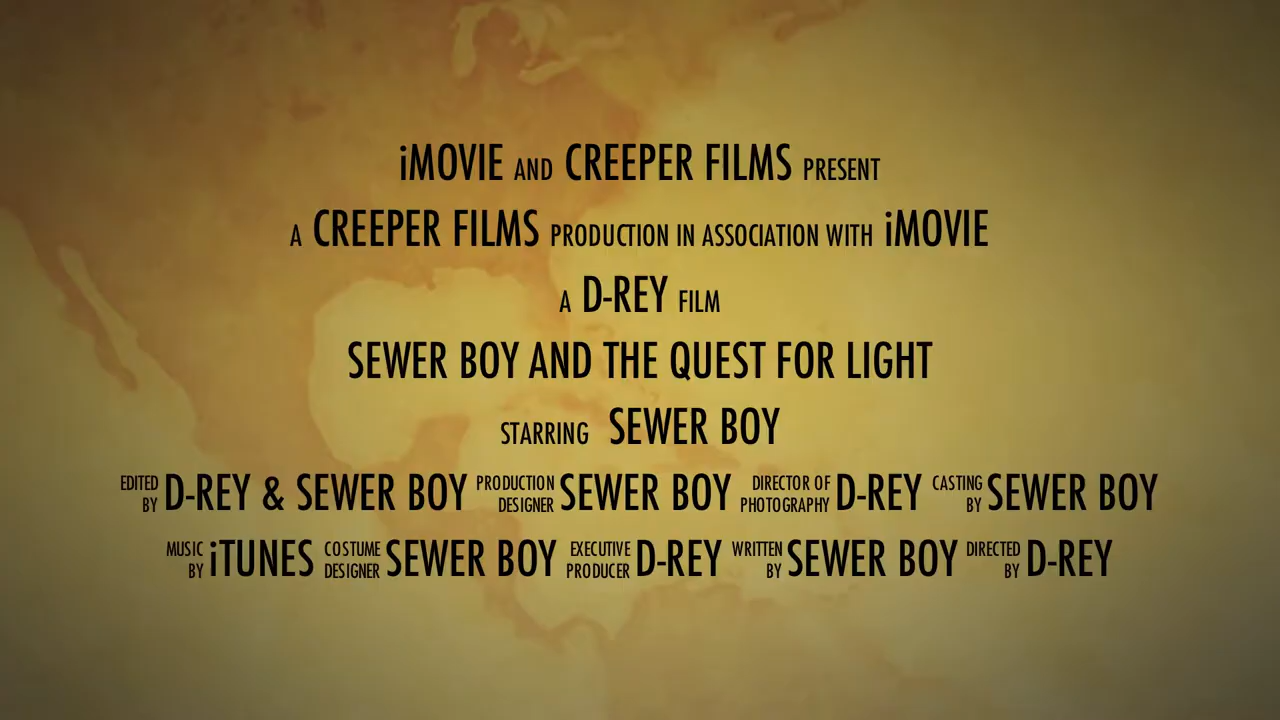 iMOVIE AND CREEPER FILMS PRESENT
A CREEPER FILMS PRODUCTION IN ASSOCIATION WITH iMOVIE
A D-REY FILM
SEWER BOY AND THE QUEST FOR LIGHT
STARRING SEWER BOY
EDITED BY D-REY & SEWER BOY PRODUCTION DESIGNER SEWER BOY DIRECTOR OF PHOTOGRAPHY D-REY CASTING BY SEWER BOY
MUSIC BY iTUNES COSTUME DESIGNER SEWER BOY EXECUTIVE PRODUCER D-REY WRITTEN BY SEWER BOY DIRECTED BY D-REY